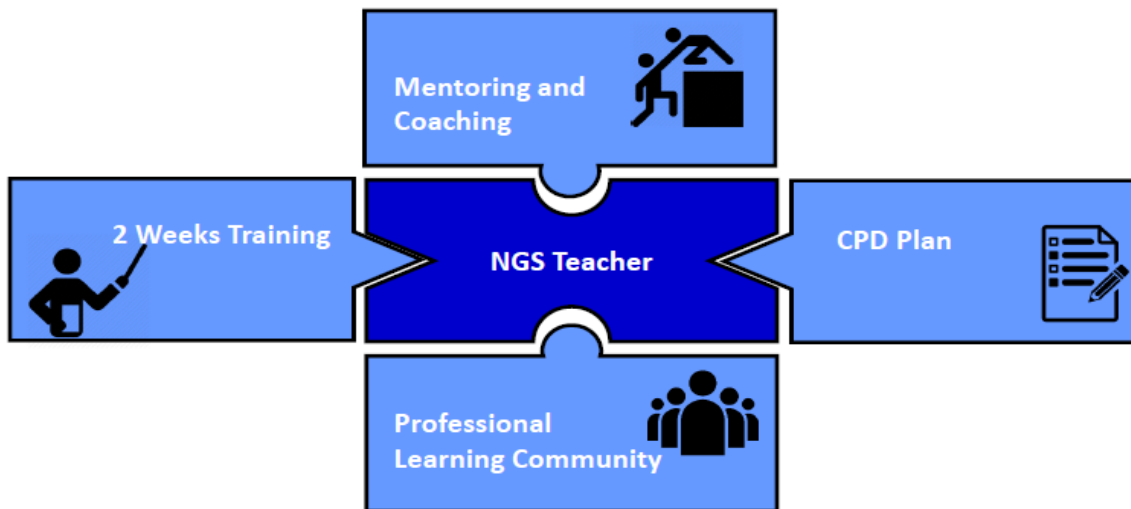 Mentoring and
Coaching
2 Weeks Training
NGS Teacher
CPD Plan
Professional
Learning Community